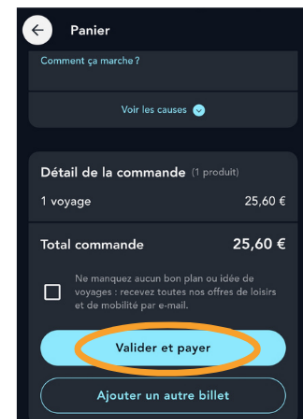 Panier
Comment ça marche ?
Voir les causes
Détail de la commande (1 produit)
1 voyage 25,60 €
Total commande 25,60 €
Ne manquez aucun bon plan ou idée de
voyages : recevez toutes nos offres de loisirs
et de mobilité par e-mail.
Valider et payer
Ajouter un autre billet